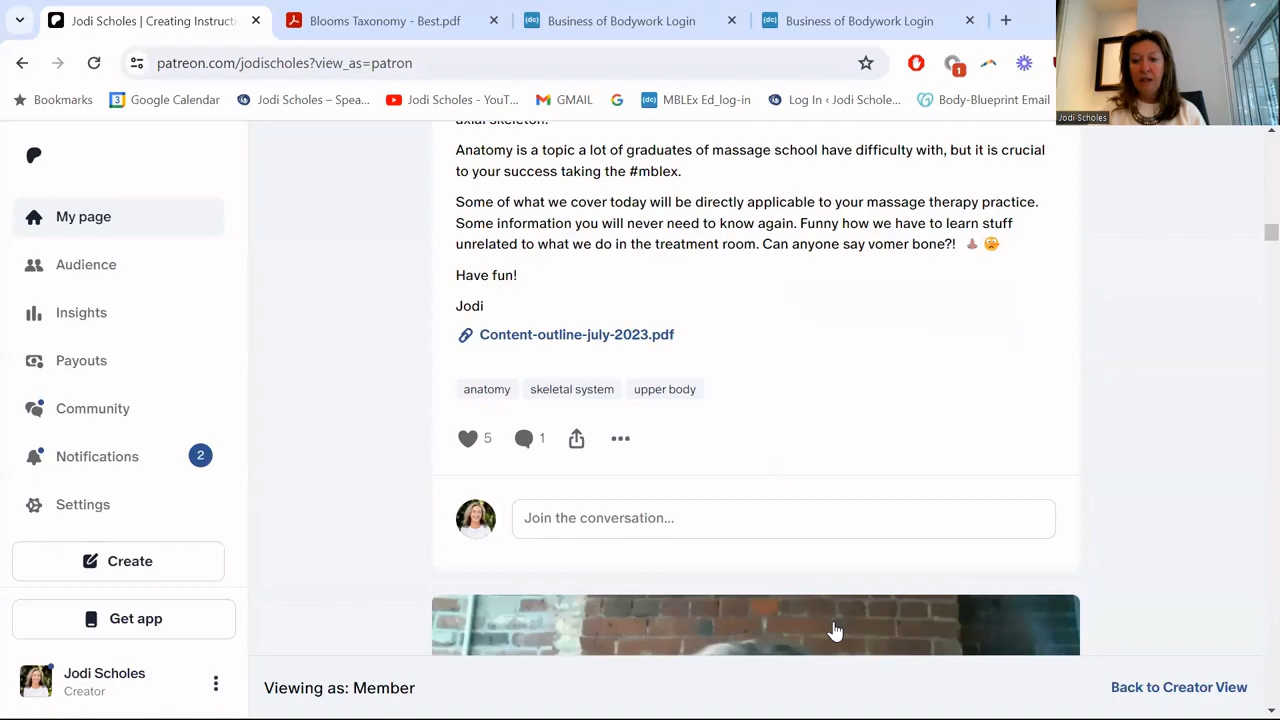 Jodi Scholes | Creating Instructi
Blooms Taxonomy - Best.pdf
Business of Bodywork Login
Business of Bodywork Login
patreon.com/jodischoles?view_as=patron
1
Bookmarks
Google Calendar
Jodi Scholes – Spea...
Jodi Scholes - YouT...
GMAIL
MBLEx Ed_log-in
Log In ‹ Jodi Schole...
Body-Blueprint Email
Jodi Scholes
My page
Audience
Insights
Payouts
Community
Notifications
2
Settings
Create
Get app
Jodi Scholes
Creator
axial skeleton.
Anatomy is a topic a lot of graduates of massage school have difficulty with, but it is crucial
to your success taking the #mblex.
Some of what we cover today will be directly applicable to your massage therapy practice.
Some information you will never need to know again. Funny how we have to learn stuff
unrelated to what we do in the treatment room. Can anyone say vomer bone?!
Have fun!
Jodi
Content-outline-july-2023.pdf
anatomy
skeletal system
upper body
5
1
Join the conversation...
Viewing as: Member
Back to Creator View